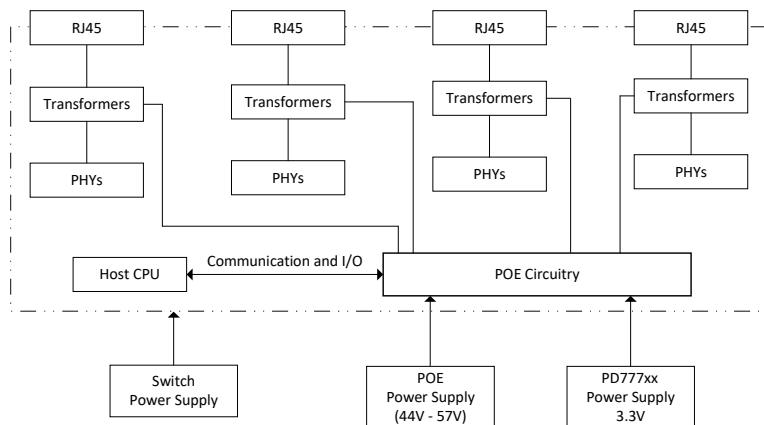 RJ45
RJ45
RJ45
RJ45
Transformers
Transformers
Transformers
Transformers
PHYs
PHYs
PHYs
PHYs
Host CPU
Communication and I/O
POE Circuitry
Switch
Power Supply
POE
Power Supply
(44V - 57V)
PD777xx
Power Supply
3.3V